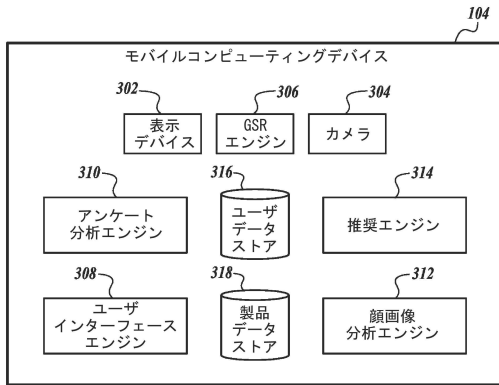 104
モバイルコンピューティングデバイス
302
306
304
表示
デバイス
GSR
エンジン
カメラ
310
316
314
アンケート
分析エンジン
ユーザ
データ
ストア
推奨エンジン
308
318
312
ユーザ
インターフェース
エンジン
製品
データ
ストア
顔画像
分析エンジン